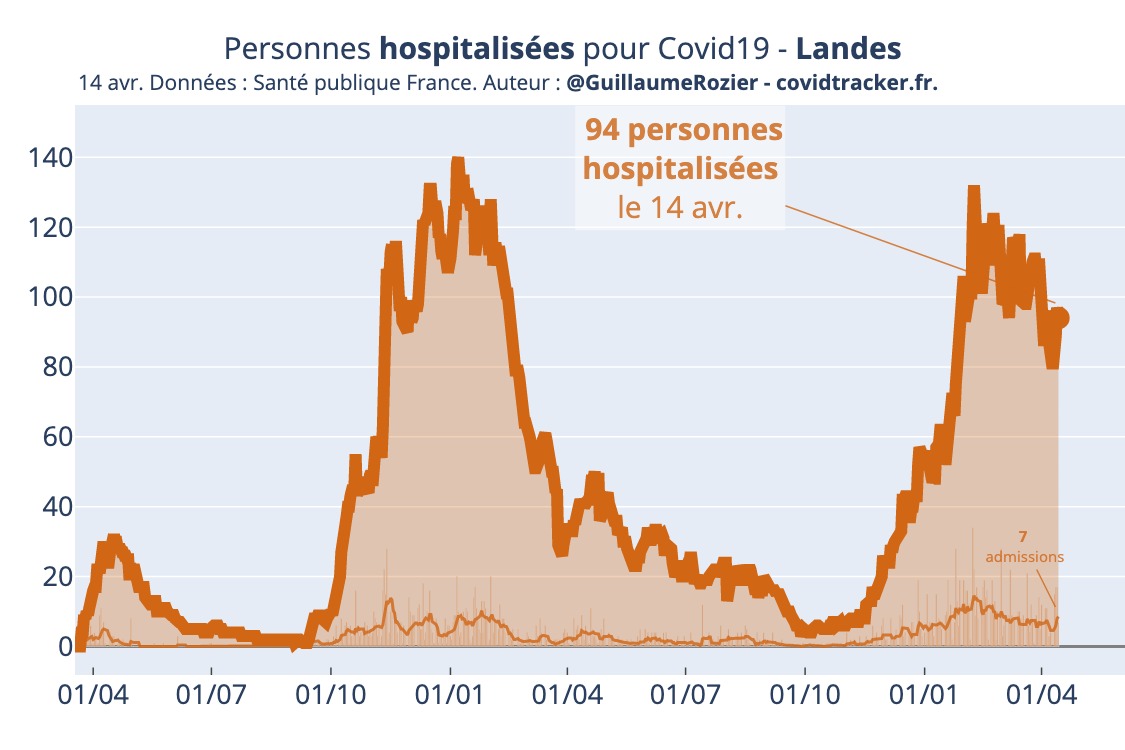 Personnes hospitalisées pour Covid19 - Landes
14 avr. Données : Santé publique France. Auteur : @GuillaumeRozier - covidtracker.fr.
94 personnes
hospitalisées
le 14 avr.
140
120
100
80
60
40
20
0
7
admissions
01/04 01/07 01/10 01/01 01/04 01/07 01/10 01/01 01/04